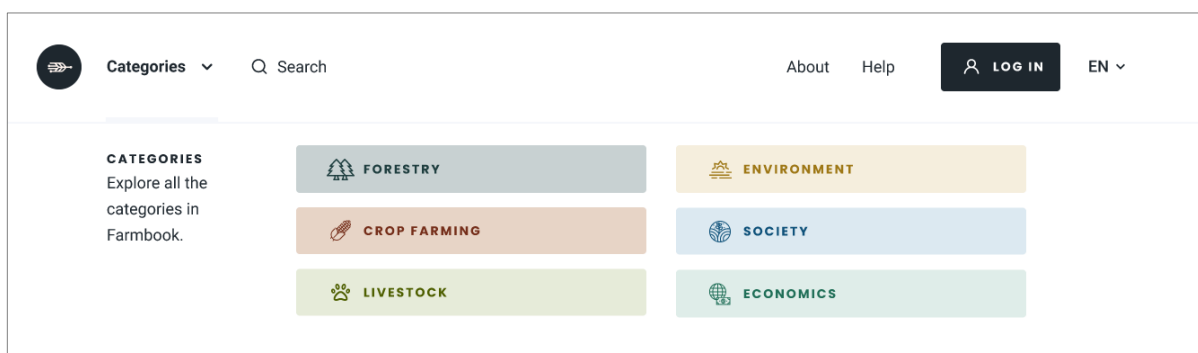 Categories
Search
About
Help
LOG IN
EN
CATEGORIES
Explore all the
categories in
Farmbook.
FORESTRY
ENVIRONMENT
CROP FARMING
SOCIETY
LIVESTOCK
ECONOMICS